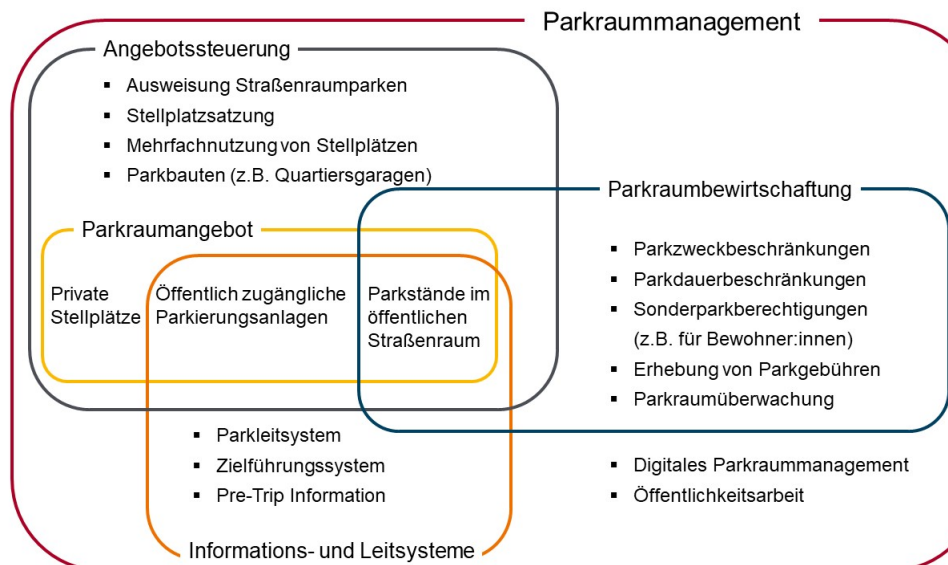 Parkraummanagement
Angebotssteuerung
▪ Ausweisung Straßenraumparken
▪ Stellplatzsatzung
▪ Mehrfachnutzung von Stellplätzen
▪ Parkbauten (z.B. Quartiersgaragen)
Parkraumbewirtschaftung
▪ Parkzweckbeschränkungen
▪ Parkdauerbeschränkungen
▪ Sonderparkberechtigungen
(z.B. für Bewohner:innen)
▪ Erhebung von Parkgebühren
▪ Parkraumüberwachung
Parkraumangebot
Private
Stellplätze
Öffentlich zugängliche
Parkierungsanlagen
Parkstände im
öffentlichen
Straßenraum
▪ Parkleitsystem
▪ Zielführungssystem
▪ Pre-Trip Information
Informations- und Leitsysteme
▪ Digitales Parkraummanagement
▪ Öffentlichkeitsarbeit